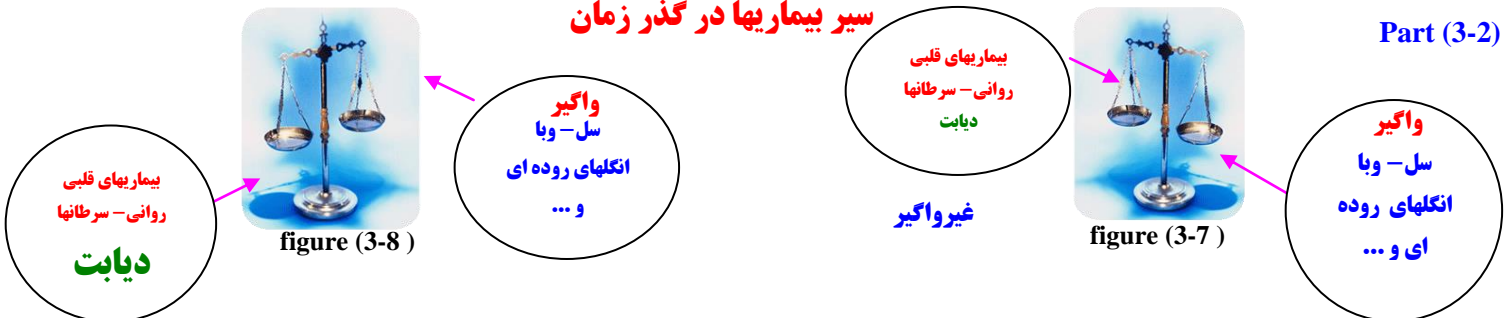 Part (3-2)
سیر بیماریها در گذر زمان
بیماریهای قلبی
روانی– سرطانها
دیابت
واگیر
سل– وبا
انگلهای روده
ای و ...
غیرواگیر
figure (3-7 )
واگیر
سل– وبا
انگلهای روده ای
و ...
بیماریهای قلبی
روانی– سرطانها
دیابت
figure (3-8 )